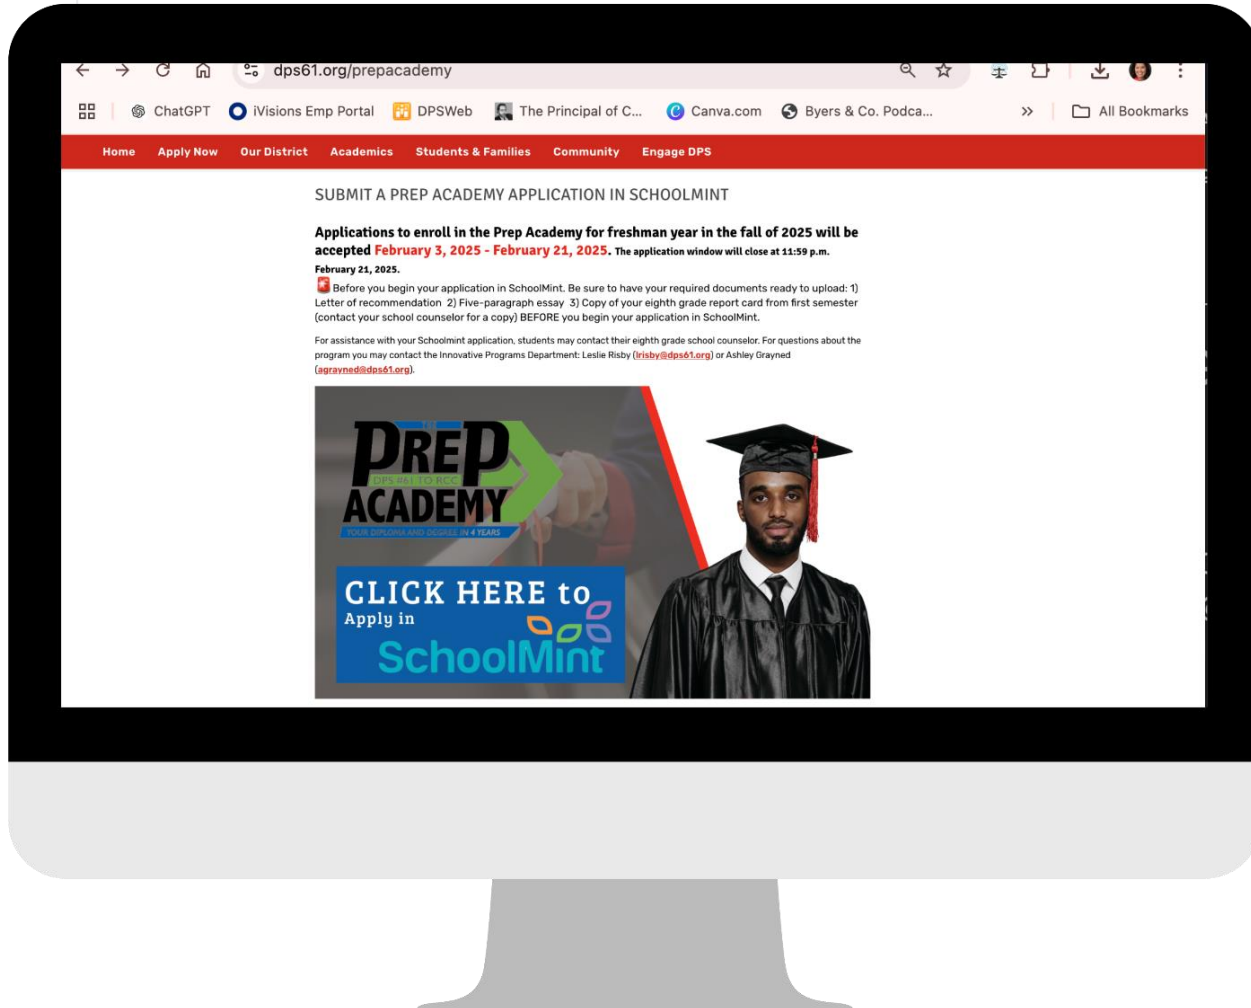 dps61.org/prepacademy
ChatGPT iVisions Emp Portal DPSWeb The Principal of C... Canva.com Byers & Co. Podca... » All Bookmarks
Home Apply Now Our District Academics Students & Families Community Engage DPS
SUBMIT A PREP ACADEMY APPLICATION IN SCHOOLMINT
Applications to enroll in the Prep Academy for freshman year in the fall of 2025 will be
accepted February 3, 2025 - February 21, 2025. The application window will close at 11:59 p.m.
February 21, 2025.
Before you begin your application in SchoolMint. Be sure to have your required documents ready to upload: 1)
Letter of recommendation 2) Five-paragraph essay 3) Copy of your eighth grade report card from first semester
(contact your school counselor for a copy) BEFORE you begin your application in SchoolMint.
For assistance with your Schoolmint application, students may contact their eighth grade school counselor. For questions about the
program you may contact the Innovative Programs Department: Leslie Risby (lrisby@dps61.org) or Ashley Grayned
(agrayned@dps61.org).
THE
PREP
DPS #61 TO RCC
ACADEMY
YOUR DIPLOMA AND DEGREE IN 4 YEARS
CLICK HERE to
Apply in
SchoolMint